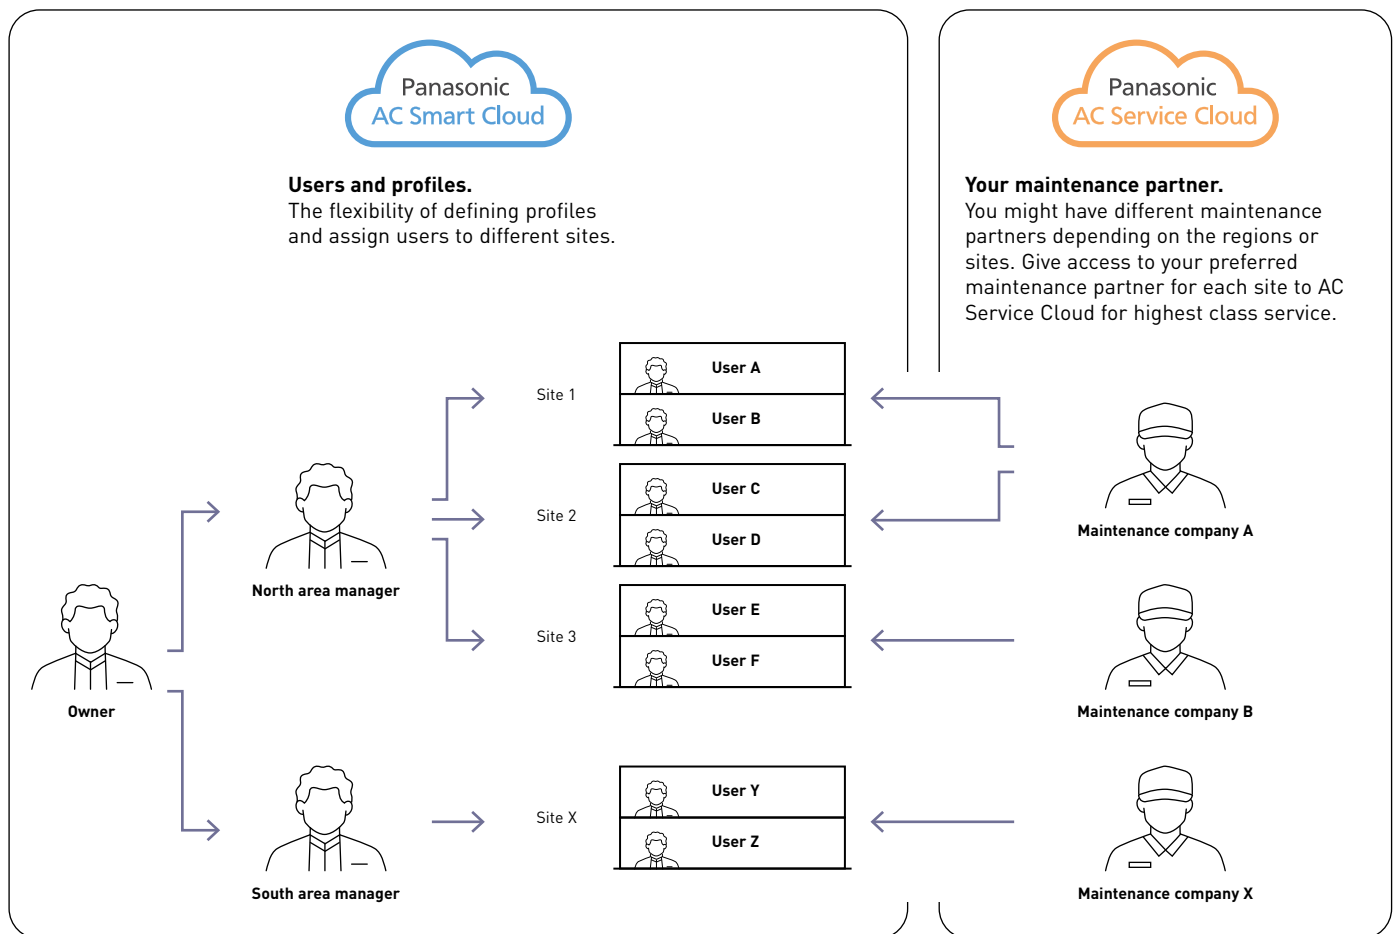 Panasonic
AC Smart Cloud
Users and profiles.
The flexibility of defining profiles
and assign users to different sites.
Panasonic
AC Service Cloud
Your maintenance partner.
You might have different maintenance
partners depending on the regions or
sites. Give access to your preferred
maintenance partner for each site to AC
Service Cloud for highest class service.
Owner
North area manager
South area manager
Site 1
User A
User B
Site 2
User C
User D
Site 3
User E
User F
Site X
User Y
User Z
Maintenance company A
Maintenance company B
Maintenance company X